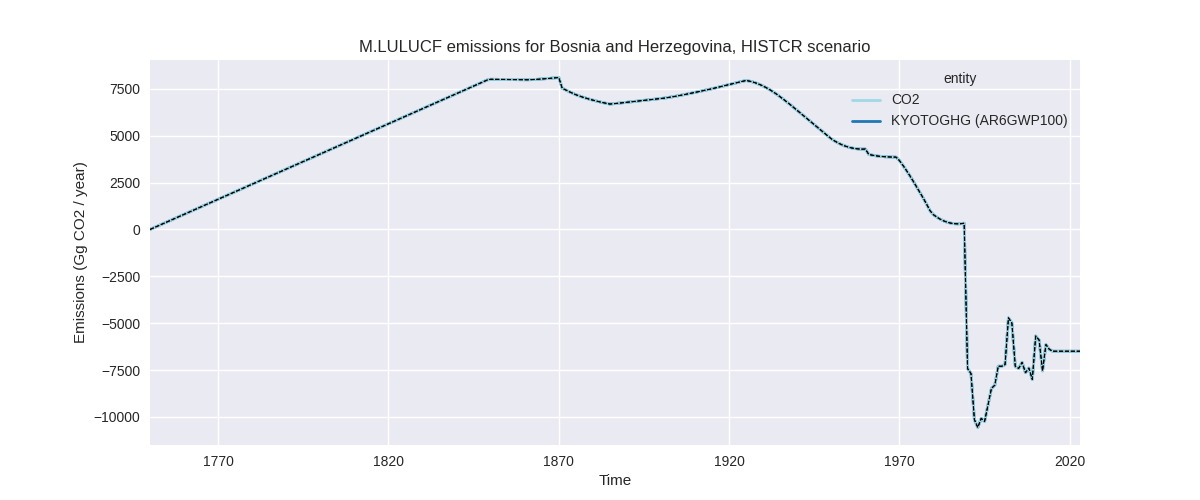 M.LULUCF emissions for Bosnia and Herzegovina, HISTCR scenario
entity
CO2
KYOTOGHG (AR6GWP100)
Emissions (Gg CO2 / year)
7500
5000
2500
0
−2500
−5000
−7500
−10000
1770
1820
1870
1920
1970
2020
Time